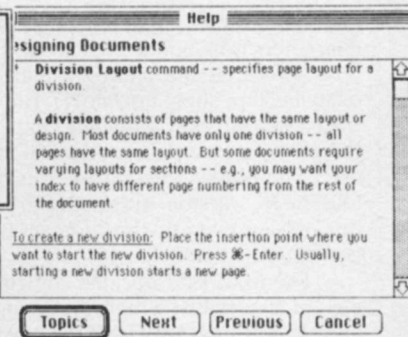 Help
esigning Documents
Division Layout command -- specifies page layout for a
division.
A division consists of pages that have the same layout or
design. Most documents have only one division -- all
pages have the same layout. But some documents require
varying layouts for sections -- e.g., you may want your
index to have different page numbering from the rest of
the document.
To create a new division: Place the insertion point where you
want to start the new division. Press ⌘-Enter. Usually,
starting a new division starts a new page.
Topics Next Previous Cancel